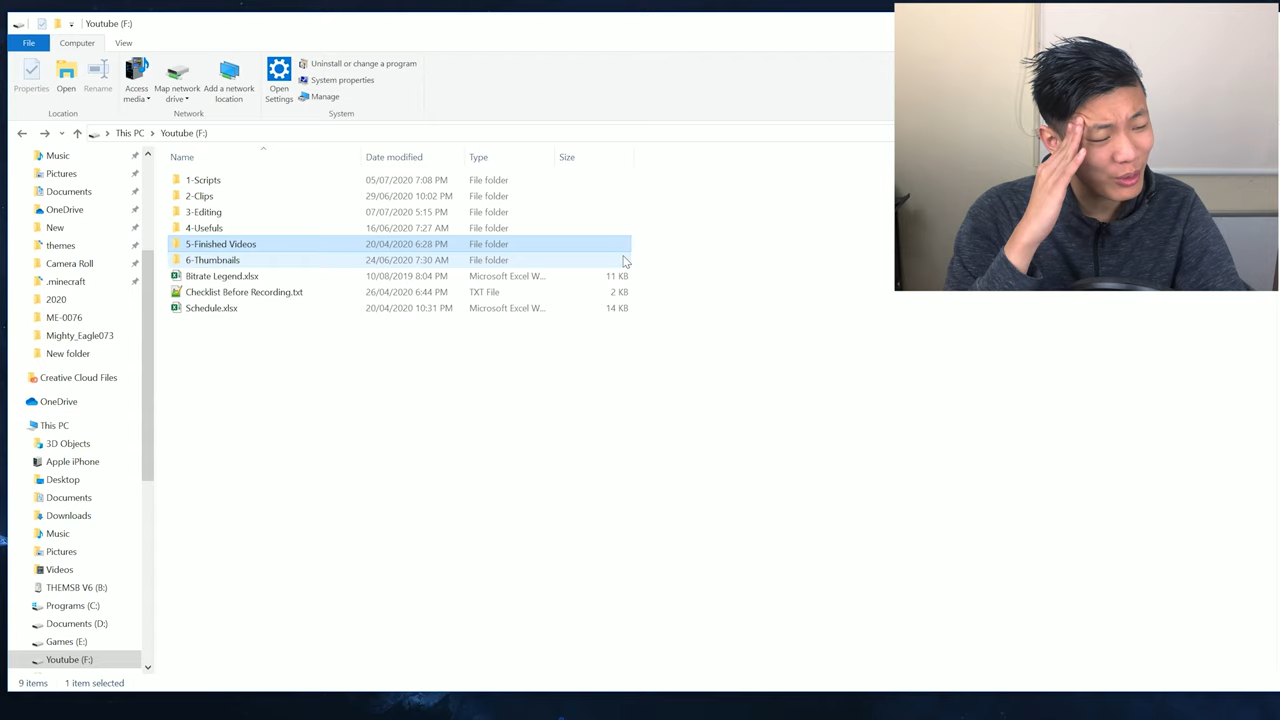 Youtube (F:)
File Computer View
Properties Open Rename Access media Map network drive Add a network location Open Settings Uninstall or change a program
System properties
Manage
Location Network System
This PC Youtube (F:)
Name Date modified Type Size
1-Scripts 05/07/2020 7:08 PM File folder
2-Clips 29/06/2020 10:02 PM File folder
3-Editing 07/07/2020 5:15 PM File folder
4-Usefuls 16/06/2020 7:27 AM File folder
5-Finished Videos 20/04/2020 6:28 PM File folder
6-Thumbnails 24/06/2020 7:30 AM File folder
Bitrate Legend.xlsx 10/08/2019 8:04 PM Microsoft Excel W... 11 KB
Checklist Before Recording.txt 26/04/2020 6:44 PM TXT File 2 KB
Schedule.xlsx 20/04/2020 10:31 PM Microsoft Excel W... 14 KB
Music
Pictures
Documents
OneDrive
New
themes
Camera Roll
.minecraft
2020
ME-0076
Mighty_Eagle073
New folder
Creative Cloud Files
OneDrive
This PC
3D Objects
Apple iPhone
Desktop
Documents
Downloads
Music
Pictures
Videos
THEMSB V6 (B:)
Programs (C:)
Documents (D:)
Games (E:)
Youtube (F:)
9 items 1 item selected